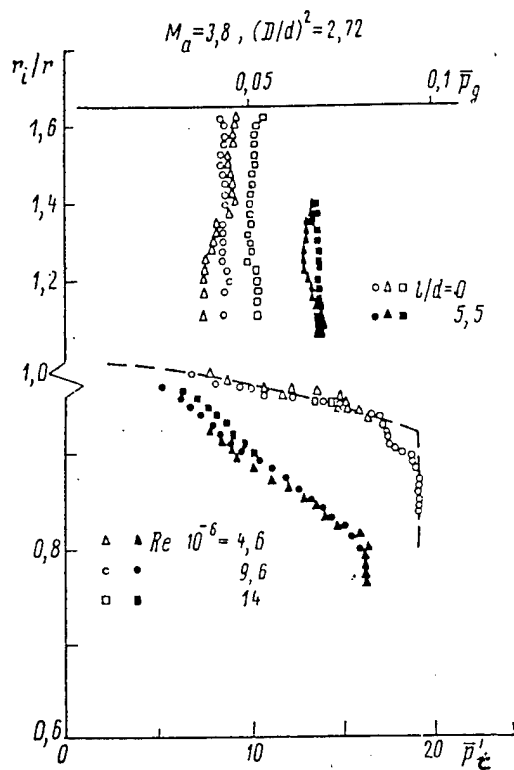 M_a=3,8 , (D/d)²=2,72
r_i/r
0,05
0,1 p̅_g
1,6
1,4
1,2
○ △ □ l/d=0
● ▲ ■ 5,5
1,0
△ ▲ Re 10⁻⁶ = 4,6
○ ● 9,6
□ ■ 14
0,8
0,6
0
10
20
p̅'_t